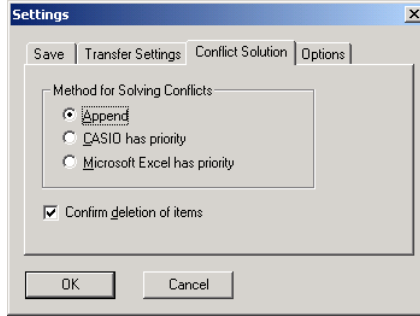 Settings
Save Transfer Settings Conflict Solution Options
Method for Solving Conflicts
Append
CASIO has priority
Microsoft Excel has priority
Confirm deletion of items
OK Cancel